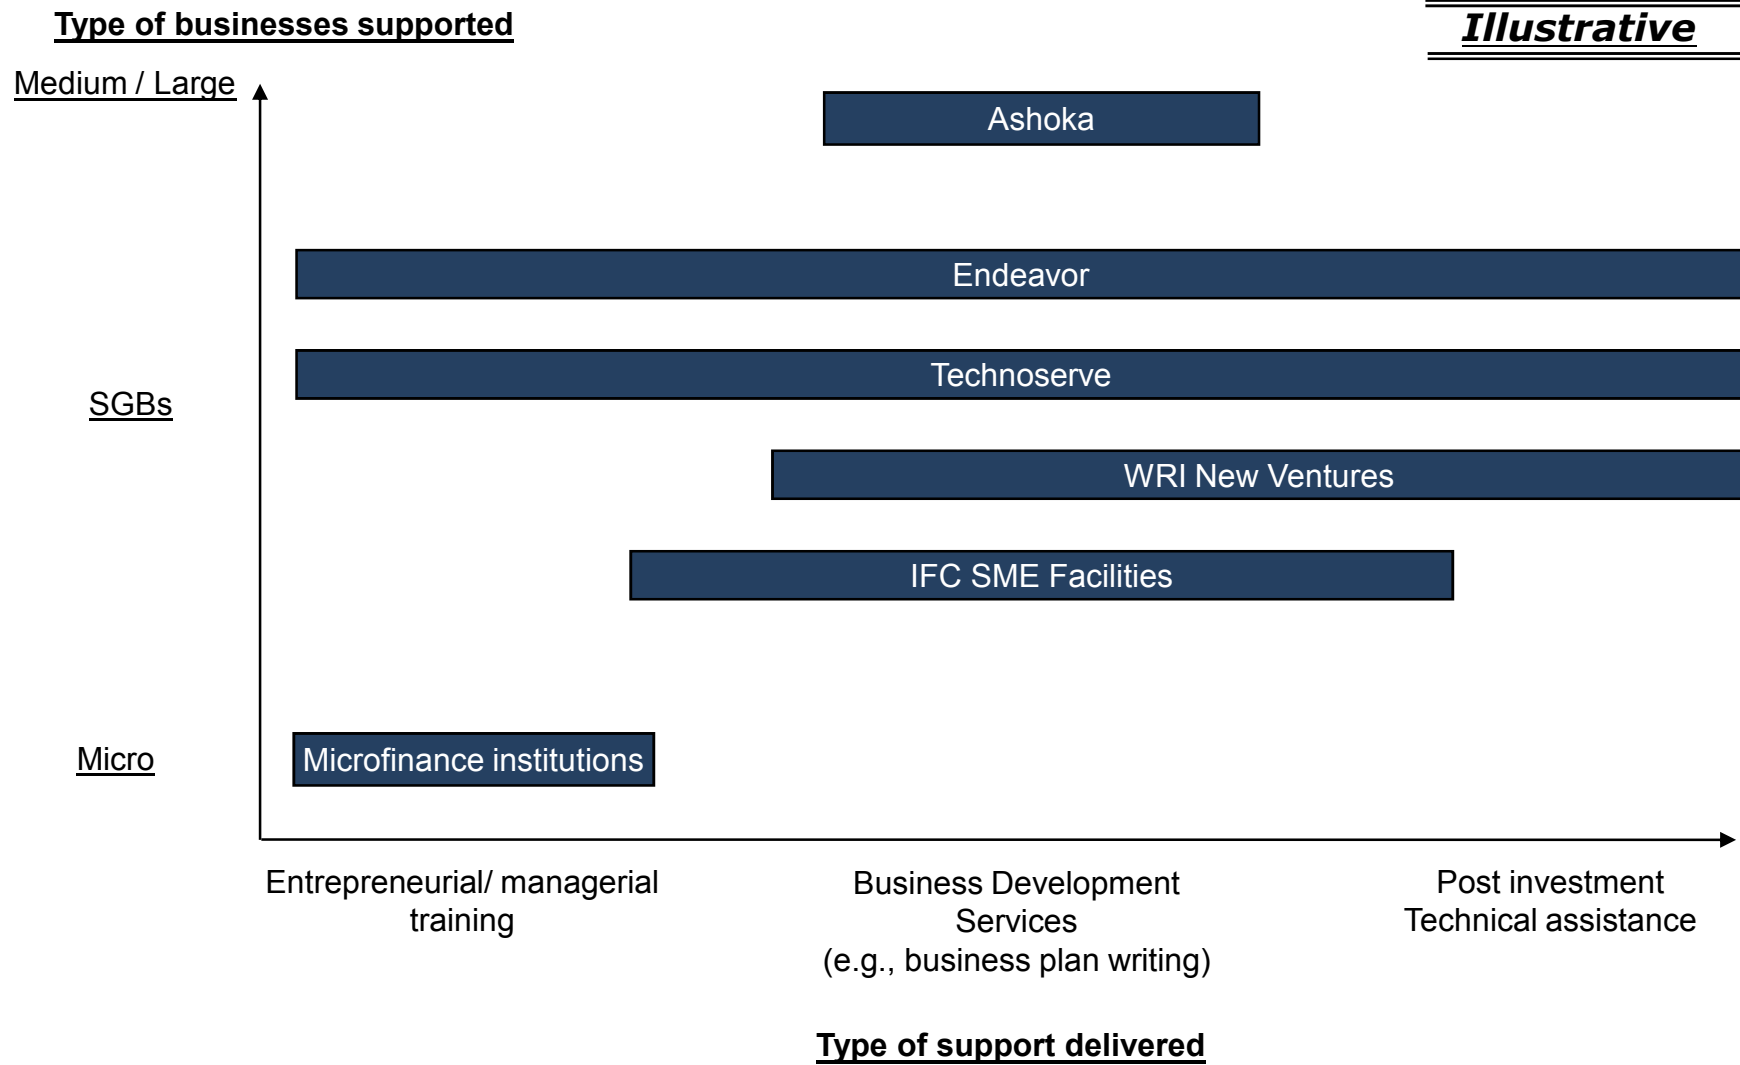 Type of businesses supported
Illustrative
Medium / Large
Ashoka
Endeavor
Technoserve
SGBs
WRI New Ventures
IFC SME Facilities
Micro
Microfinance institutions
Entrepreneurial/ managerial
training
Business Development
Services
(e.g., business plan writing)
Post investment
Technical assistance
Type of support delivered